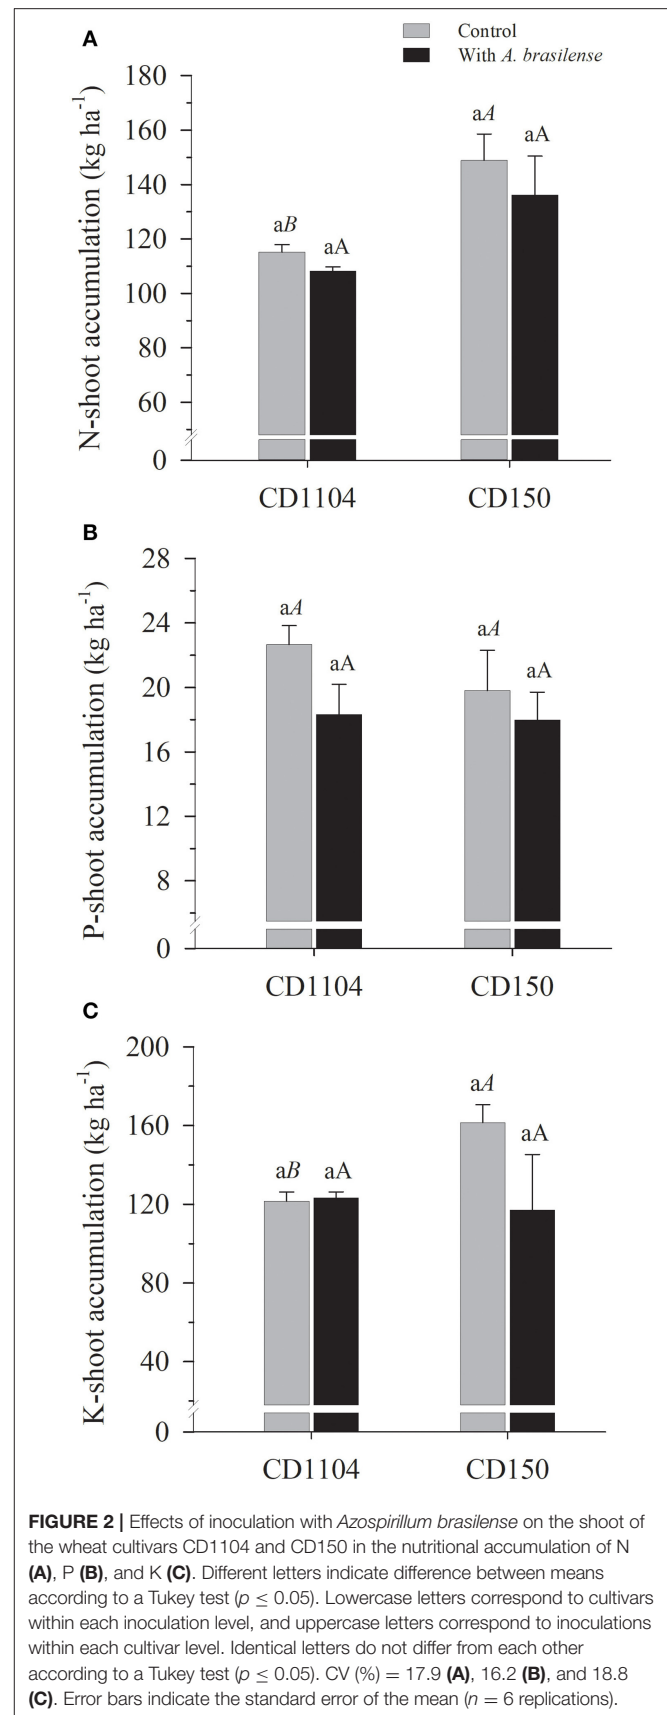 A
Control
With A. brasilense
N-shoot accumulation (kg ha-1)
180
160
140
120
100
80
60
0
aB
aA
aA
aA
CD1104
CD150
B
P-shoot accumulation (kg ha-1)
28
24
20
16
12
8
0
aA
aA
aA
aA
CD1104
CD150
C
K-shoot accumulation (kg ha-1)
200
160
120
80
40
0
aB
aA
aA
aA
CD1104
CD150
FIGURE 2 | Effects of inoculation with Azospirillum brasilense on the shoot of
the wheat cultivars CD1104 and CD150 in the nutritional accumulation of N
(A), P (B), and K (C). Different letters indicate difference between means
according to a Tukey test (p ≤ 0.05). Lowercase letters correspond to cultivars
within each inoculation level, and uppercase letters correspond to inoculations
within each cultivar level. Identical letters do not differ from each other
according to a Tukey test (p ≤ 0.05). CV (%) = 17.9 (A), 16.2 (B), and 18.8
(C). Error bars indicate the standard error of the mean (n = 6 replications).